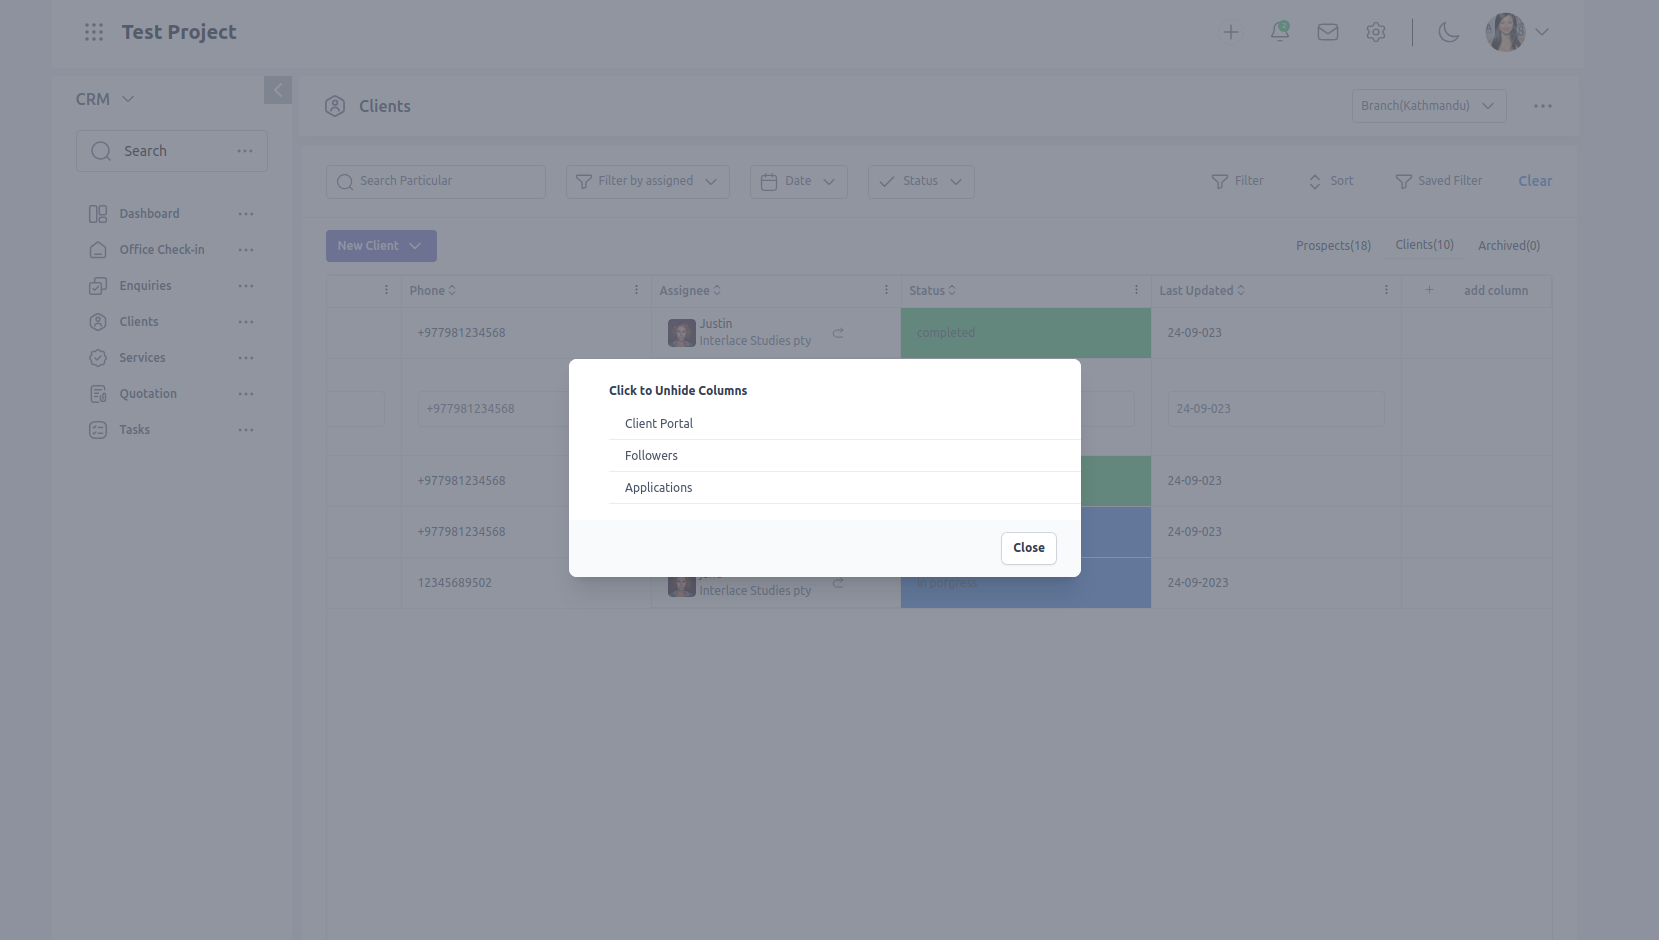 Test Project
2
CRM
Clients
Branch(Kathmandu)
Search
Search Particular
Filter by assigned
Date
Status
Filter
Sort
Saved Filter
Clear
Dashboard
Office Check-in
Enquiries
Clients
Services
Quotation
Tasks
New Client
Prospects(18)
Clients(10)
Archived(0)
Phone
Assignee
Status
Last Updated
+ add column
+977981234568
Justin
Interlace Studies pty
completed
24-09-023
+977981234568
24-09-023
+977981234568
24-09-023
+977981234568
24-09-023
12345689502
Interlace Studies pty
in porgress
24-09-2023
Click to Unhide Columns
Client Portal
Followers
Applications
Close